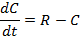 dC/dt = R − C